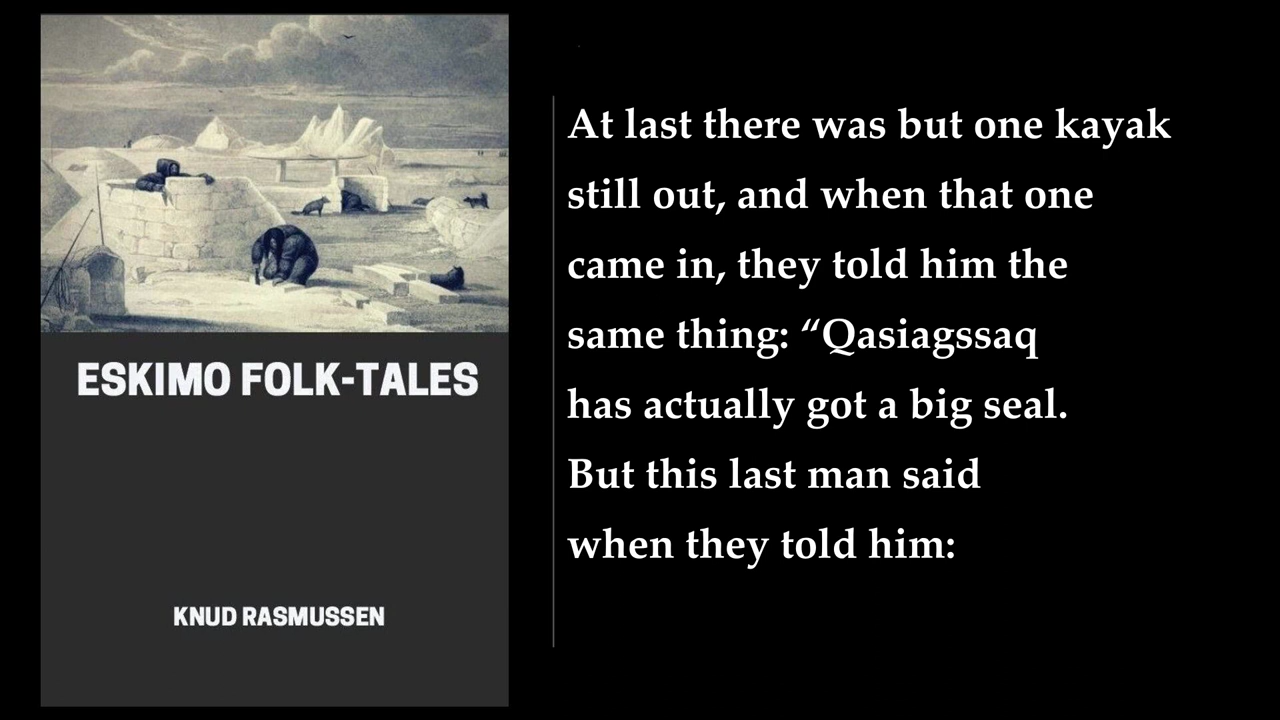 ESKIMO FOLK-TALES
KNUD RASMUSSEN
At last there was but one kayak
still out, and when that one
came in, they told him the
same thing: “Qasiagssaq
has actually got a big seal.
But this last man said
when they told him: